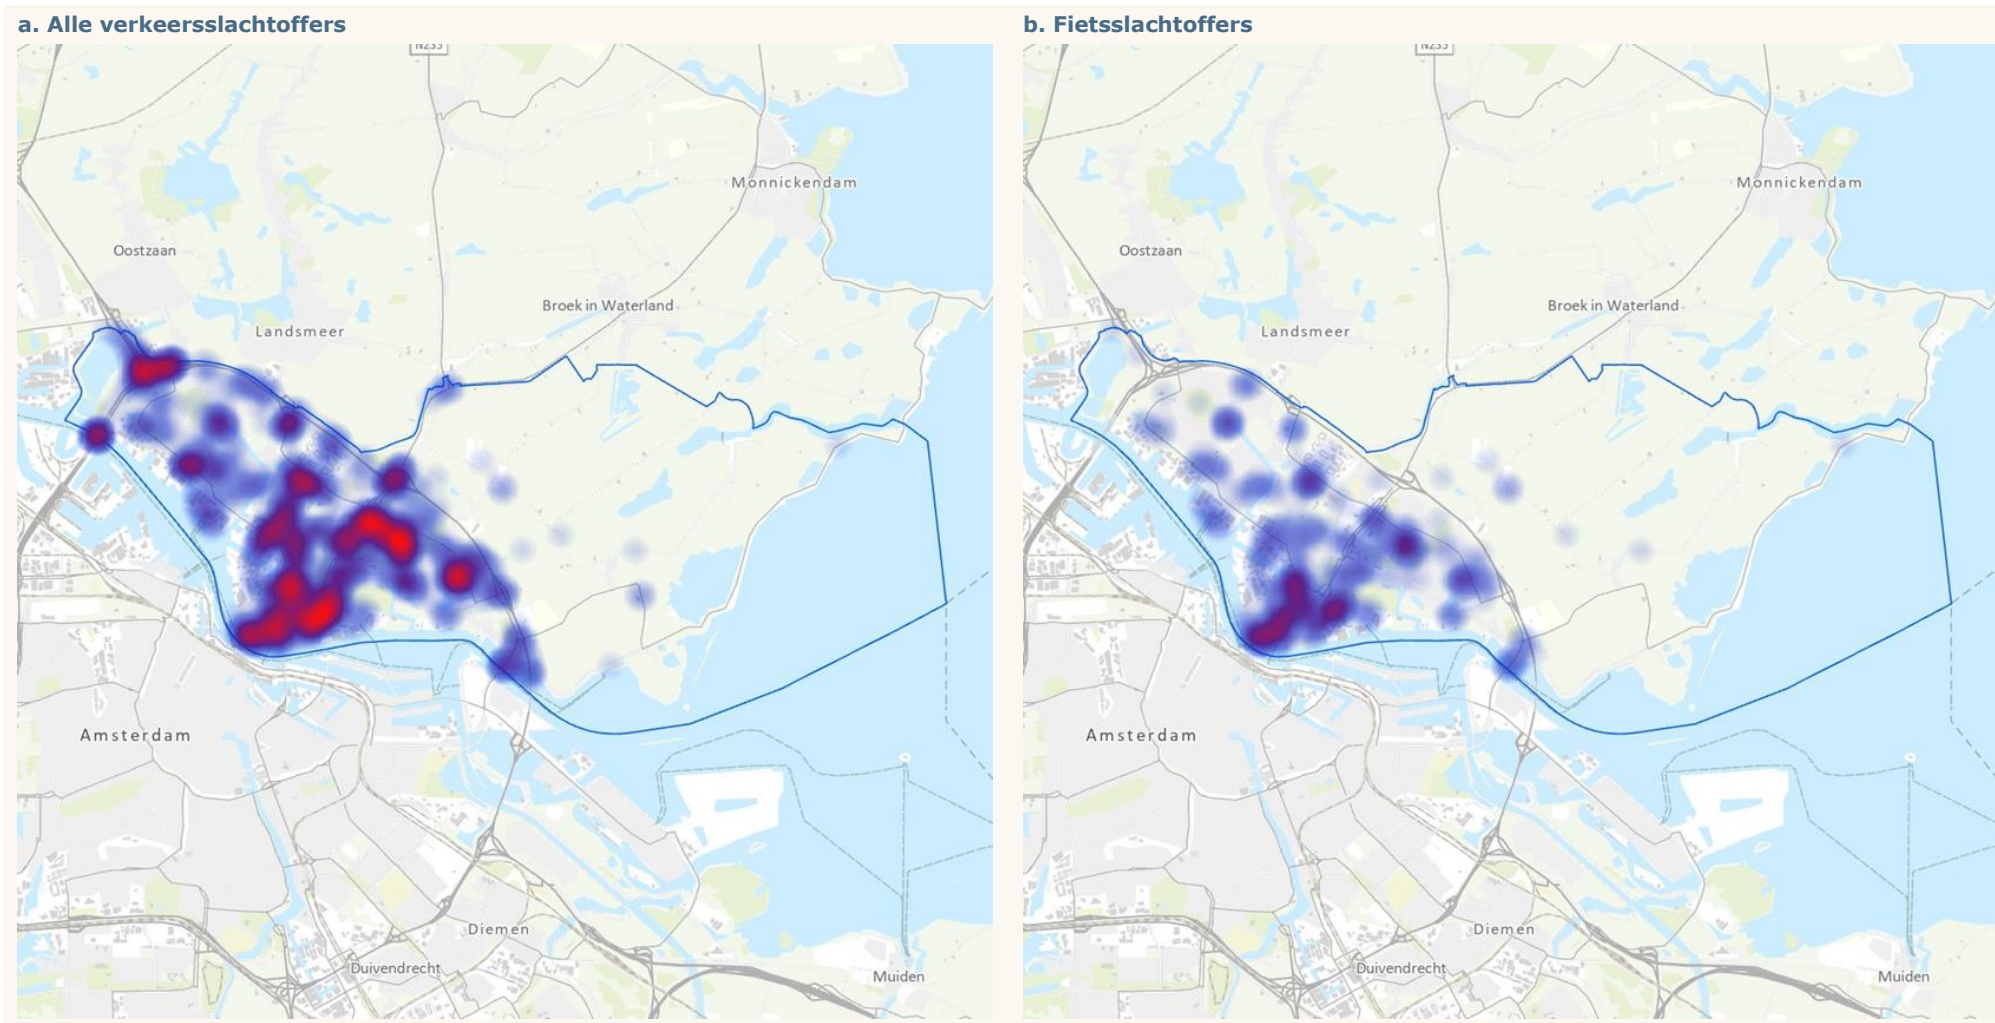 a. Alle verkeersslachtoffers
b. Fietsslachtoffers
Monnickendam
Oostzaan
Broek in Waterland
Landsmeer
Amsterdam
Diemen
Duivendrecht
Muiden
Monnickendam
Oostzaan
Broek in Waterland
Landsmeer
Amsterdam
Diemen
Duivendrecht
Muiden